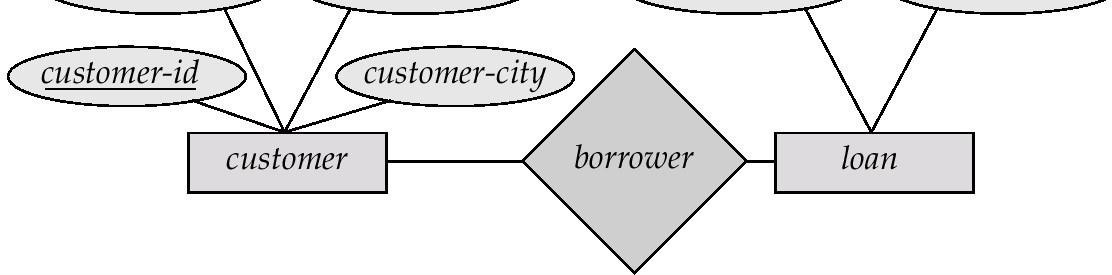 customer-id
customer-city
customer
borrower
loan